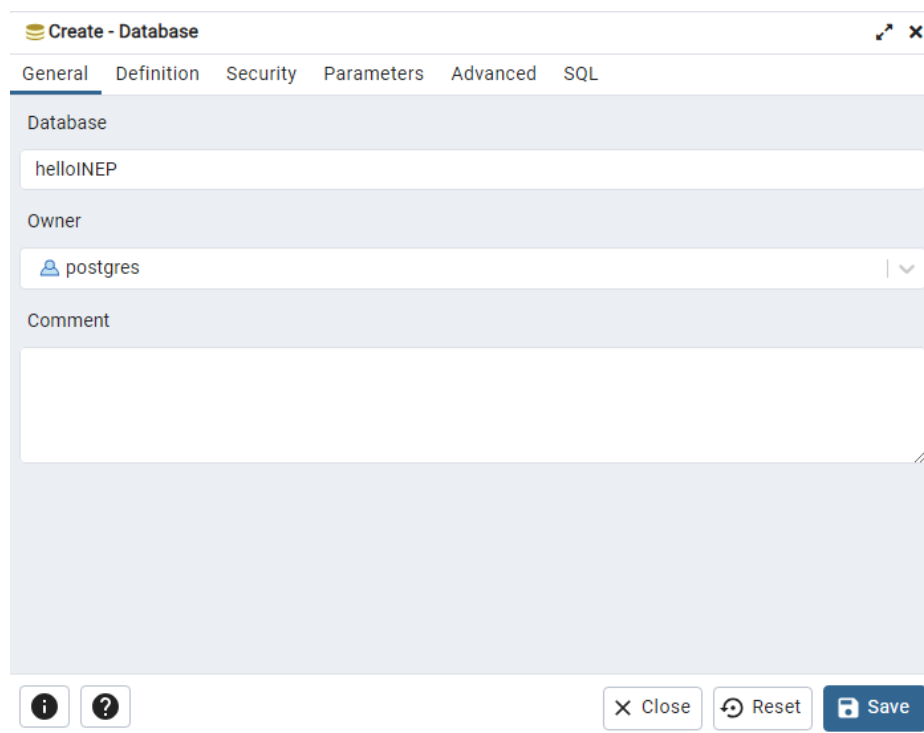 Create - Database
General Definition Security Parameters Advanced SQL
Database
helloINEP
Owner
postgres
Comment
Close Reset Save